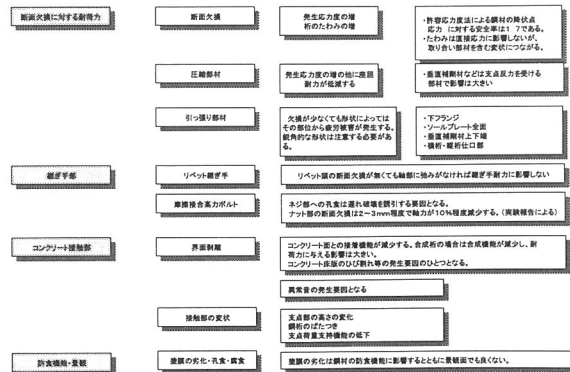 断面欠損に対する耐荷力
断面欠損
発生応力度の増
桁のたわみの増
・許容応力度法による鋼材の降伏点
応力 に対する安全率は1.7である。
・たわみは直接応力に影響しないが、
取り合い部材を含む変状につながる。
圧縮部材
発生応力度の増の他に座屈
耐力が低減する
・垂直補剛材などは支点反力を受ける
部材で影響は大きい
引っ張り部材
欠損が少なくても形状によっては
その部位から疲労被害が発生する。
鋭角的な形状は注意する必要があ
る。
・下フランジ
・ソールプレート全面
・垂直補剛材上下端
・横桁・縦桁仕口部
継ぎ手部
リベット継ぎ手
リベット頭の断面欠損が無くても軸部に弛みがなければ継ぎ手耐力に影響しない
摩擦接合高力ボルト
ネジ部への孔食は遅れ破壊を誘引する要因となる。
ナット部の断面欠損は2~3mm程度で軸力が10%程度減少する。(実験報告による)
コンクリート接触部
界面剥離
コンクリート面との接着機能が減少する。合成桁の場合は合成機能が減少し、耐
荷力に与える影響は大きい。
コンクリート床版のひび割れ等の発生要因のひとつとなる。
異常音の発生要因となる
接触部の変状
支点部の高さの変化
鋼桁のばたつき
支点荷重支持機能の低下
防食機能・景観
塗膜の劣化・孔食・腐食
塗膜の劣化は鋼材の防食機能に影響するとともに景観面でも良くない。